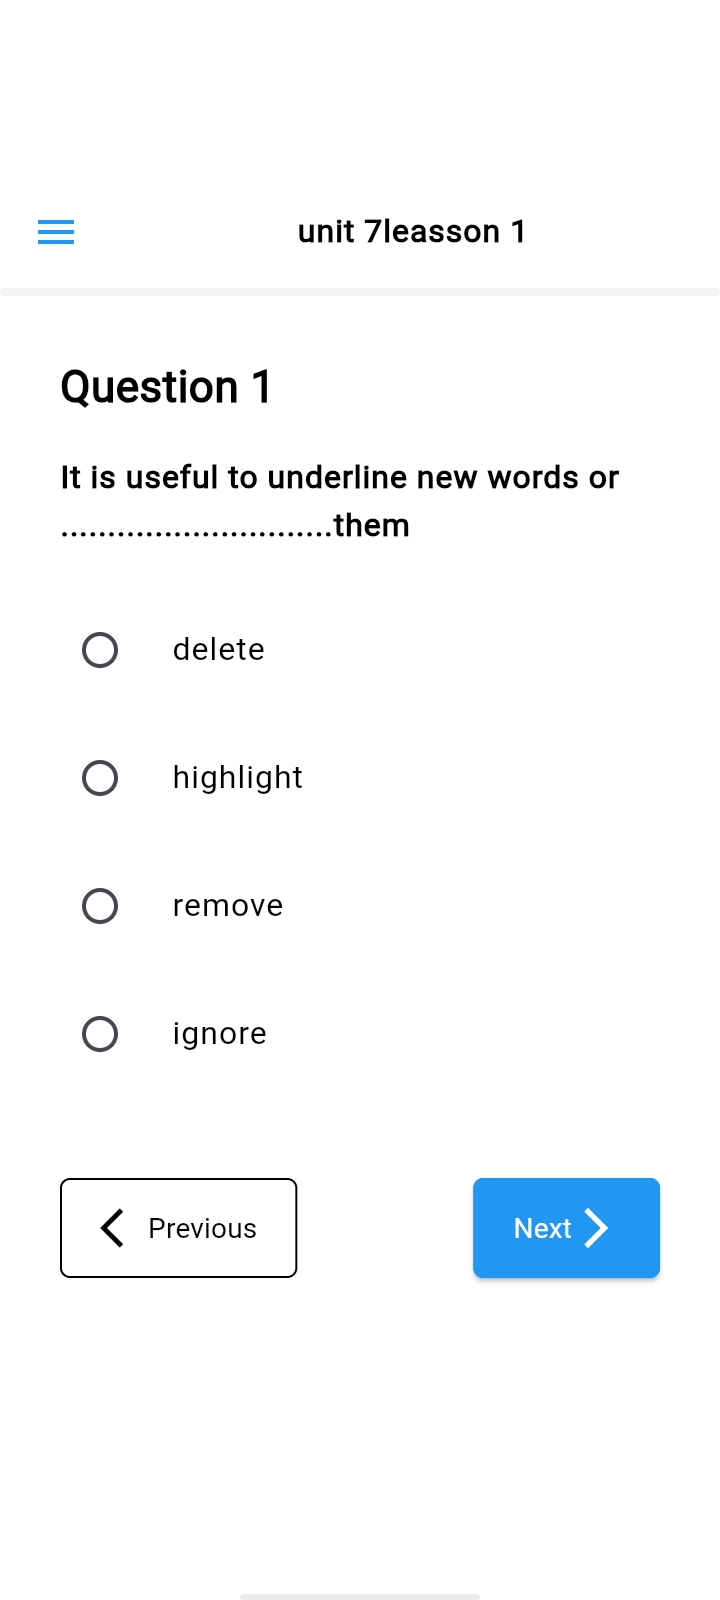 unit 7leasson 1
Question 1
It is useful to underline new words or
.............................them
delete
highlight
remove
ignore
Previous
Next